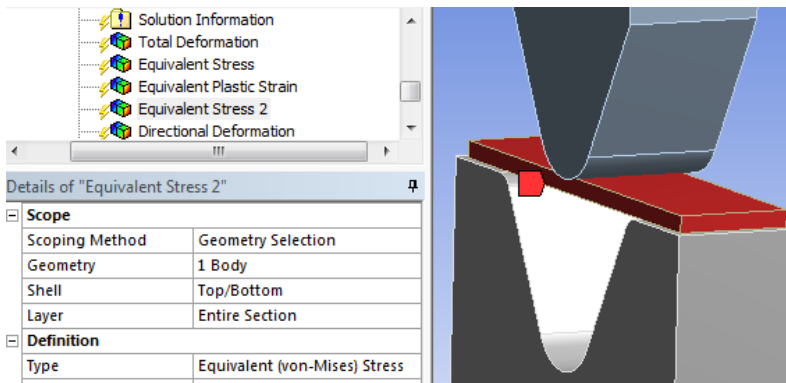 Solution Information
Total Deformation
Equivalent Stress
Equivalent Plastic Strain
Equivalent Stress 2
Directional Deformation
Details of "Equivalent Stress 2"
Scope
Scoping Method Geometry Selection
Geometry 1 Body
Shell Top/Bottom
Layer Entire Section
Definition
Type Equivalent (von-Mises) Stress